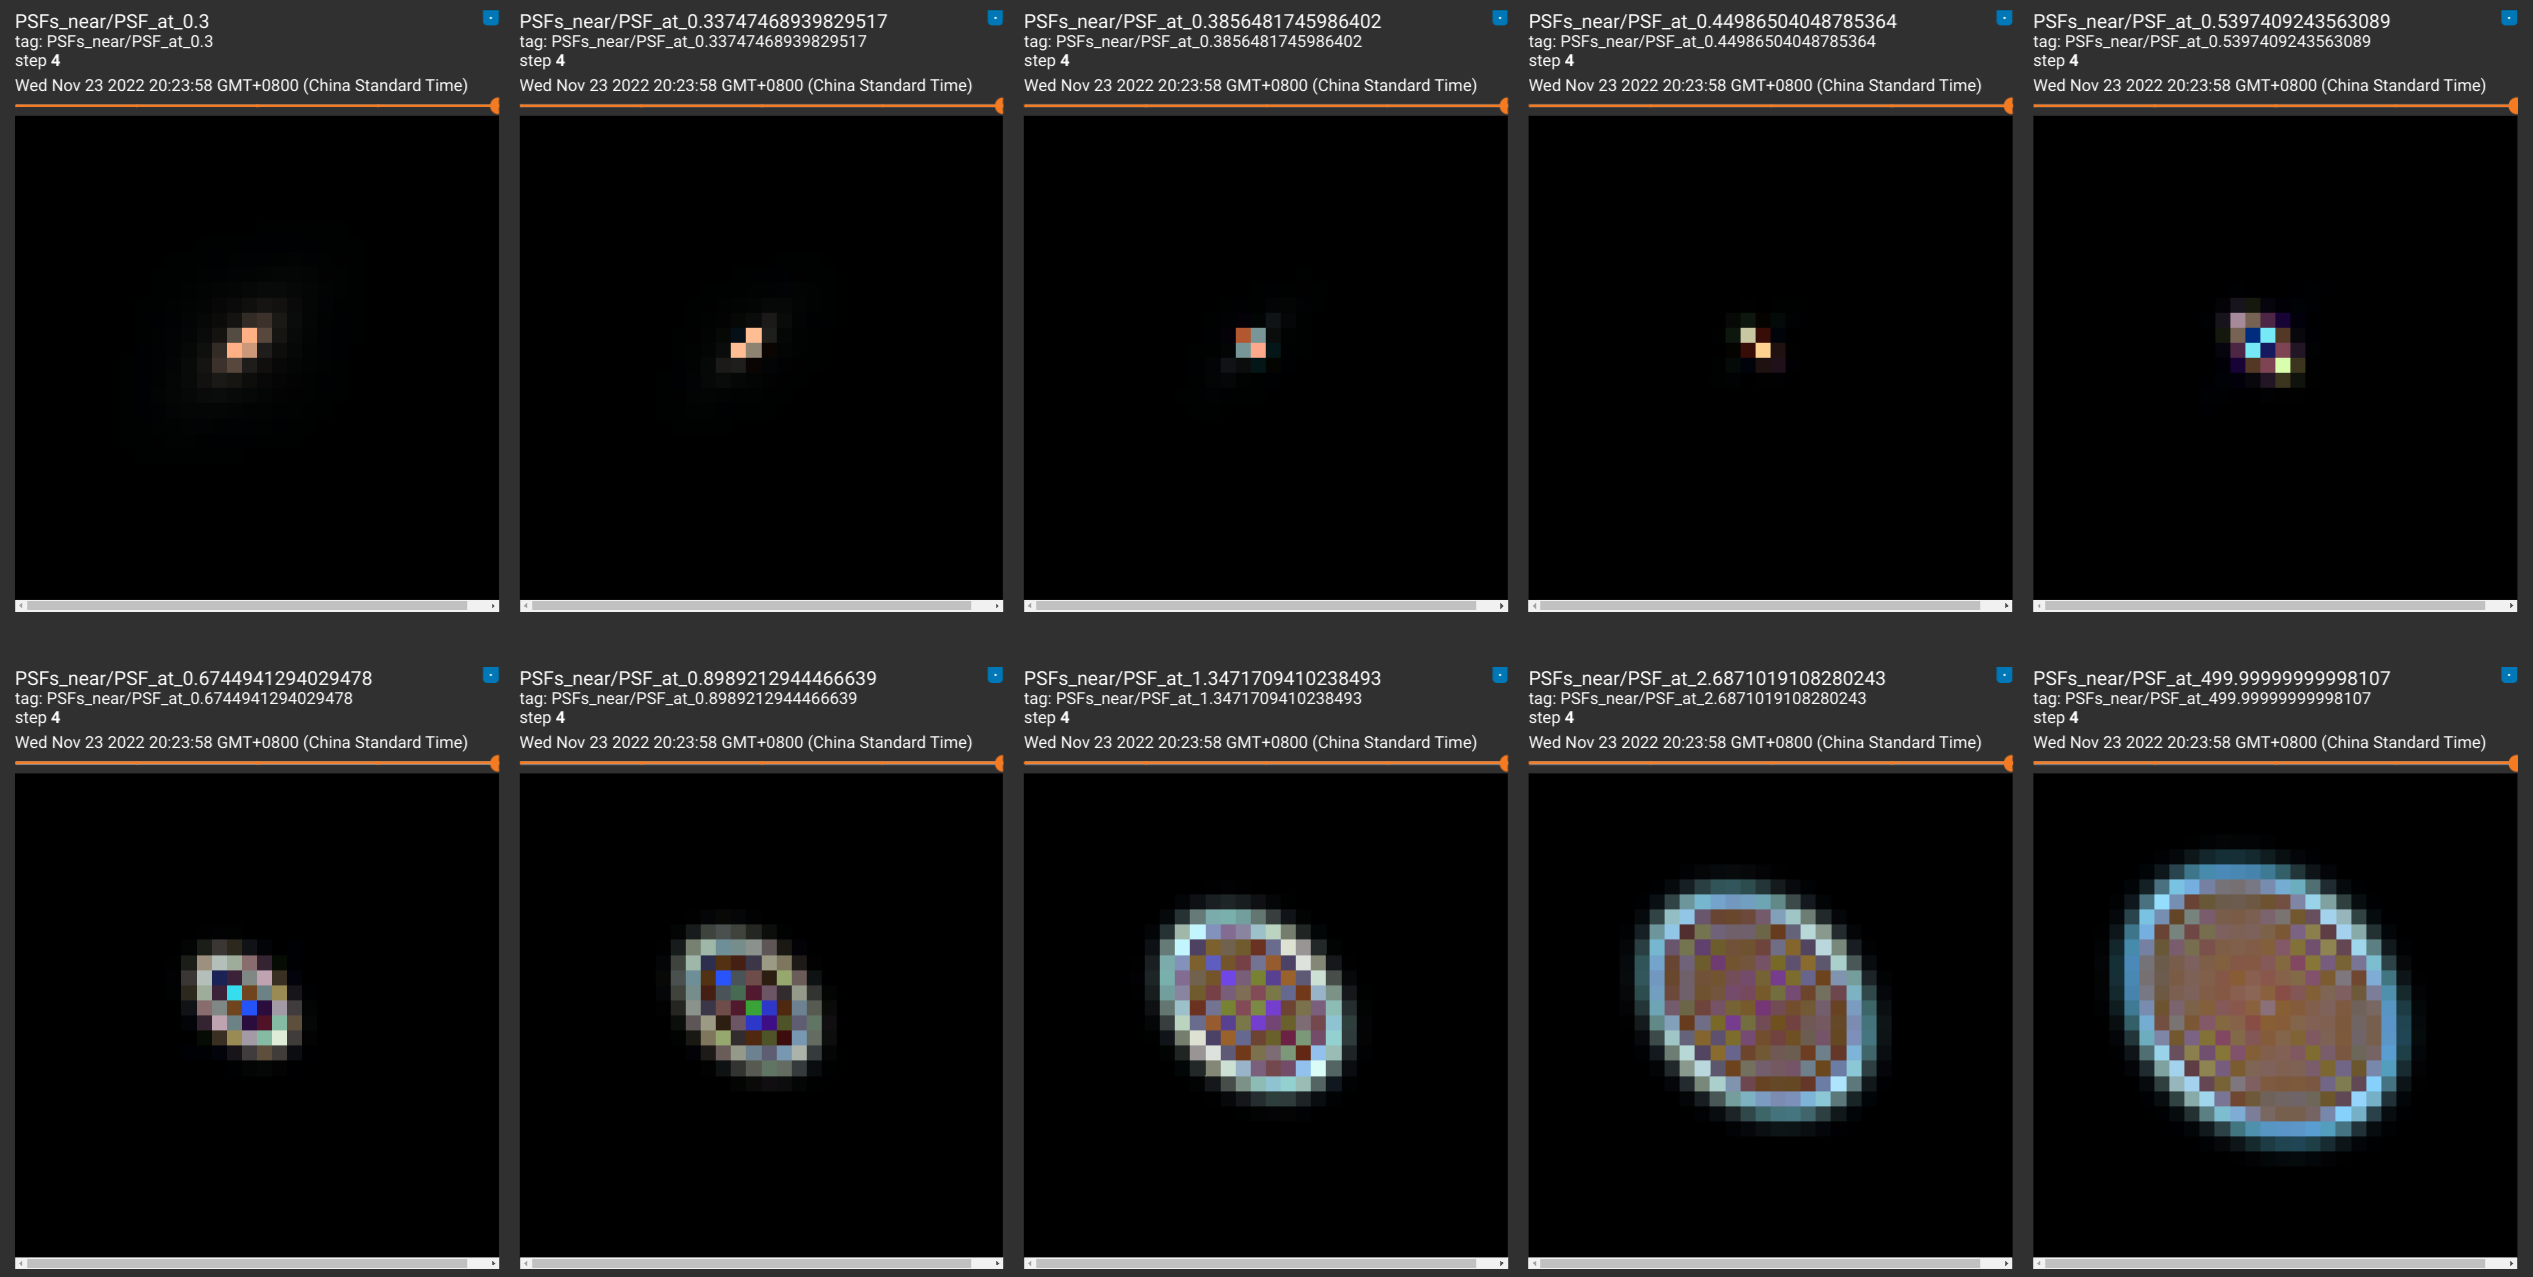 PSFs_near/PSF_at_0.3
tag: PSFs_near/PSF_at_0.3
step 4
Wed Nov 23 2022 20:23:58 GMT+0800 (China Standard Time)
PSFs_near/PSF_at_0.33747468939829517
tag: PSFs_near/PSF_at_0.33747468939829517
step 4
Wed Nov 23 2022 20:23:58 GMT+0800 (China Standard Time)
PSFs_near/PSF_at_0.3856481745986402
tag: PSFs_near/PSF_at_0.3856481745986402
step 4
Wed Nov 23 2022 20:23:58 GMT+0800 (China Standard Time)
PSFs_near/PSF_at_0.44986504048785364
tag: PSFs_near/PSF_at_0.44986504048785364
step 4
Wed Nov 23 2022 20:23:58 GMT+0800 (China Standard Time)
PSFs_near/PSF_at_0.5397409243563089
tag: PSFs_near/PSF_at_0.5397409243563089
step 4
Wed Nov 23 2022 20:23:58 GMT+0800 (China Standard Time)
PSFs_near/PSF_at_0.6744941294029478
tag: PSFs_near/PSF_at_0.6744941294029478
step 4
Wed Nov 23 2022 20:23:58 GMT+0800 (China Standard Time)
PSFs_near/PSF_at_0.8989212944466639
tag: PSFs_near/PSF_at_0.8989212944466639
step 4
Wed Nov 23 2022 20:23:58 GMT+0800 (China Standard Time)
PSFs_near/PSF_at_1.3471709410238493
tag: PSFs_near/PSF_at_1.3471709410238493
step 4
Wed Nov 23 2022 20:23:58 GMT+0800 (China Standard Time)
PSFs_near/PSF_at_2.6871019108280243
tag: PSFs_near/PSF_at_2.6871019108280243
step 4
Wed Nov 23 2022 20:23:58 GMT+0800 (China Standard Time)
PSFs_near/PSF_at_499.99999999998107
tag: PSFs_near/PSF_at_499.99999999998107
step 4
Wed Nov 23 2022 20:23:58 GMT+0800 (China Standard Time)